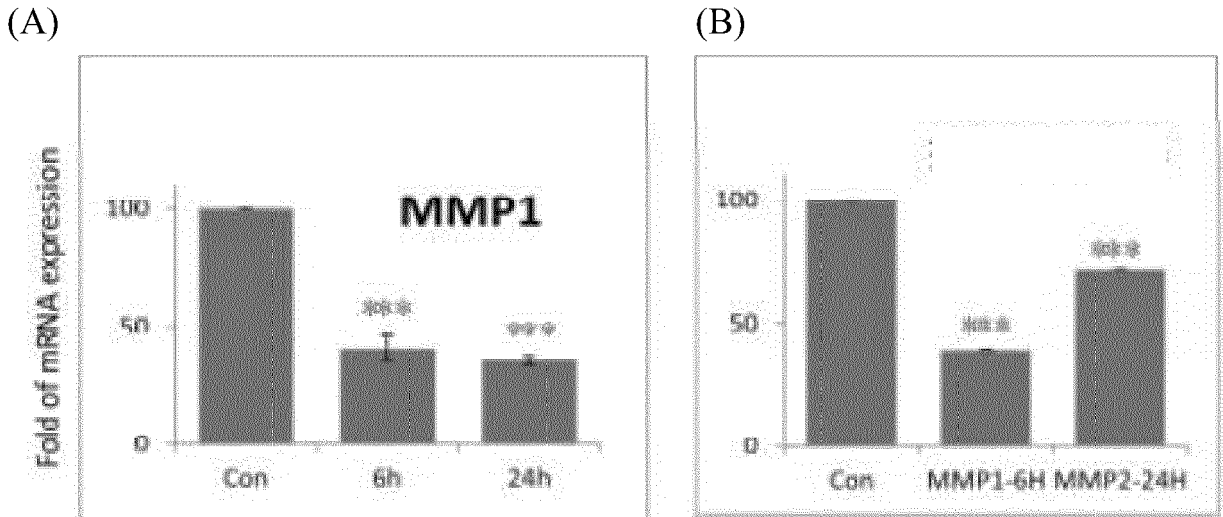 (A)
(B)
Fold of mRNA expression
MMP1
100
50
0
***
***
Con 6h 24h
100
50
0
***
***
Con MMP1-6H MMP2-24H